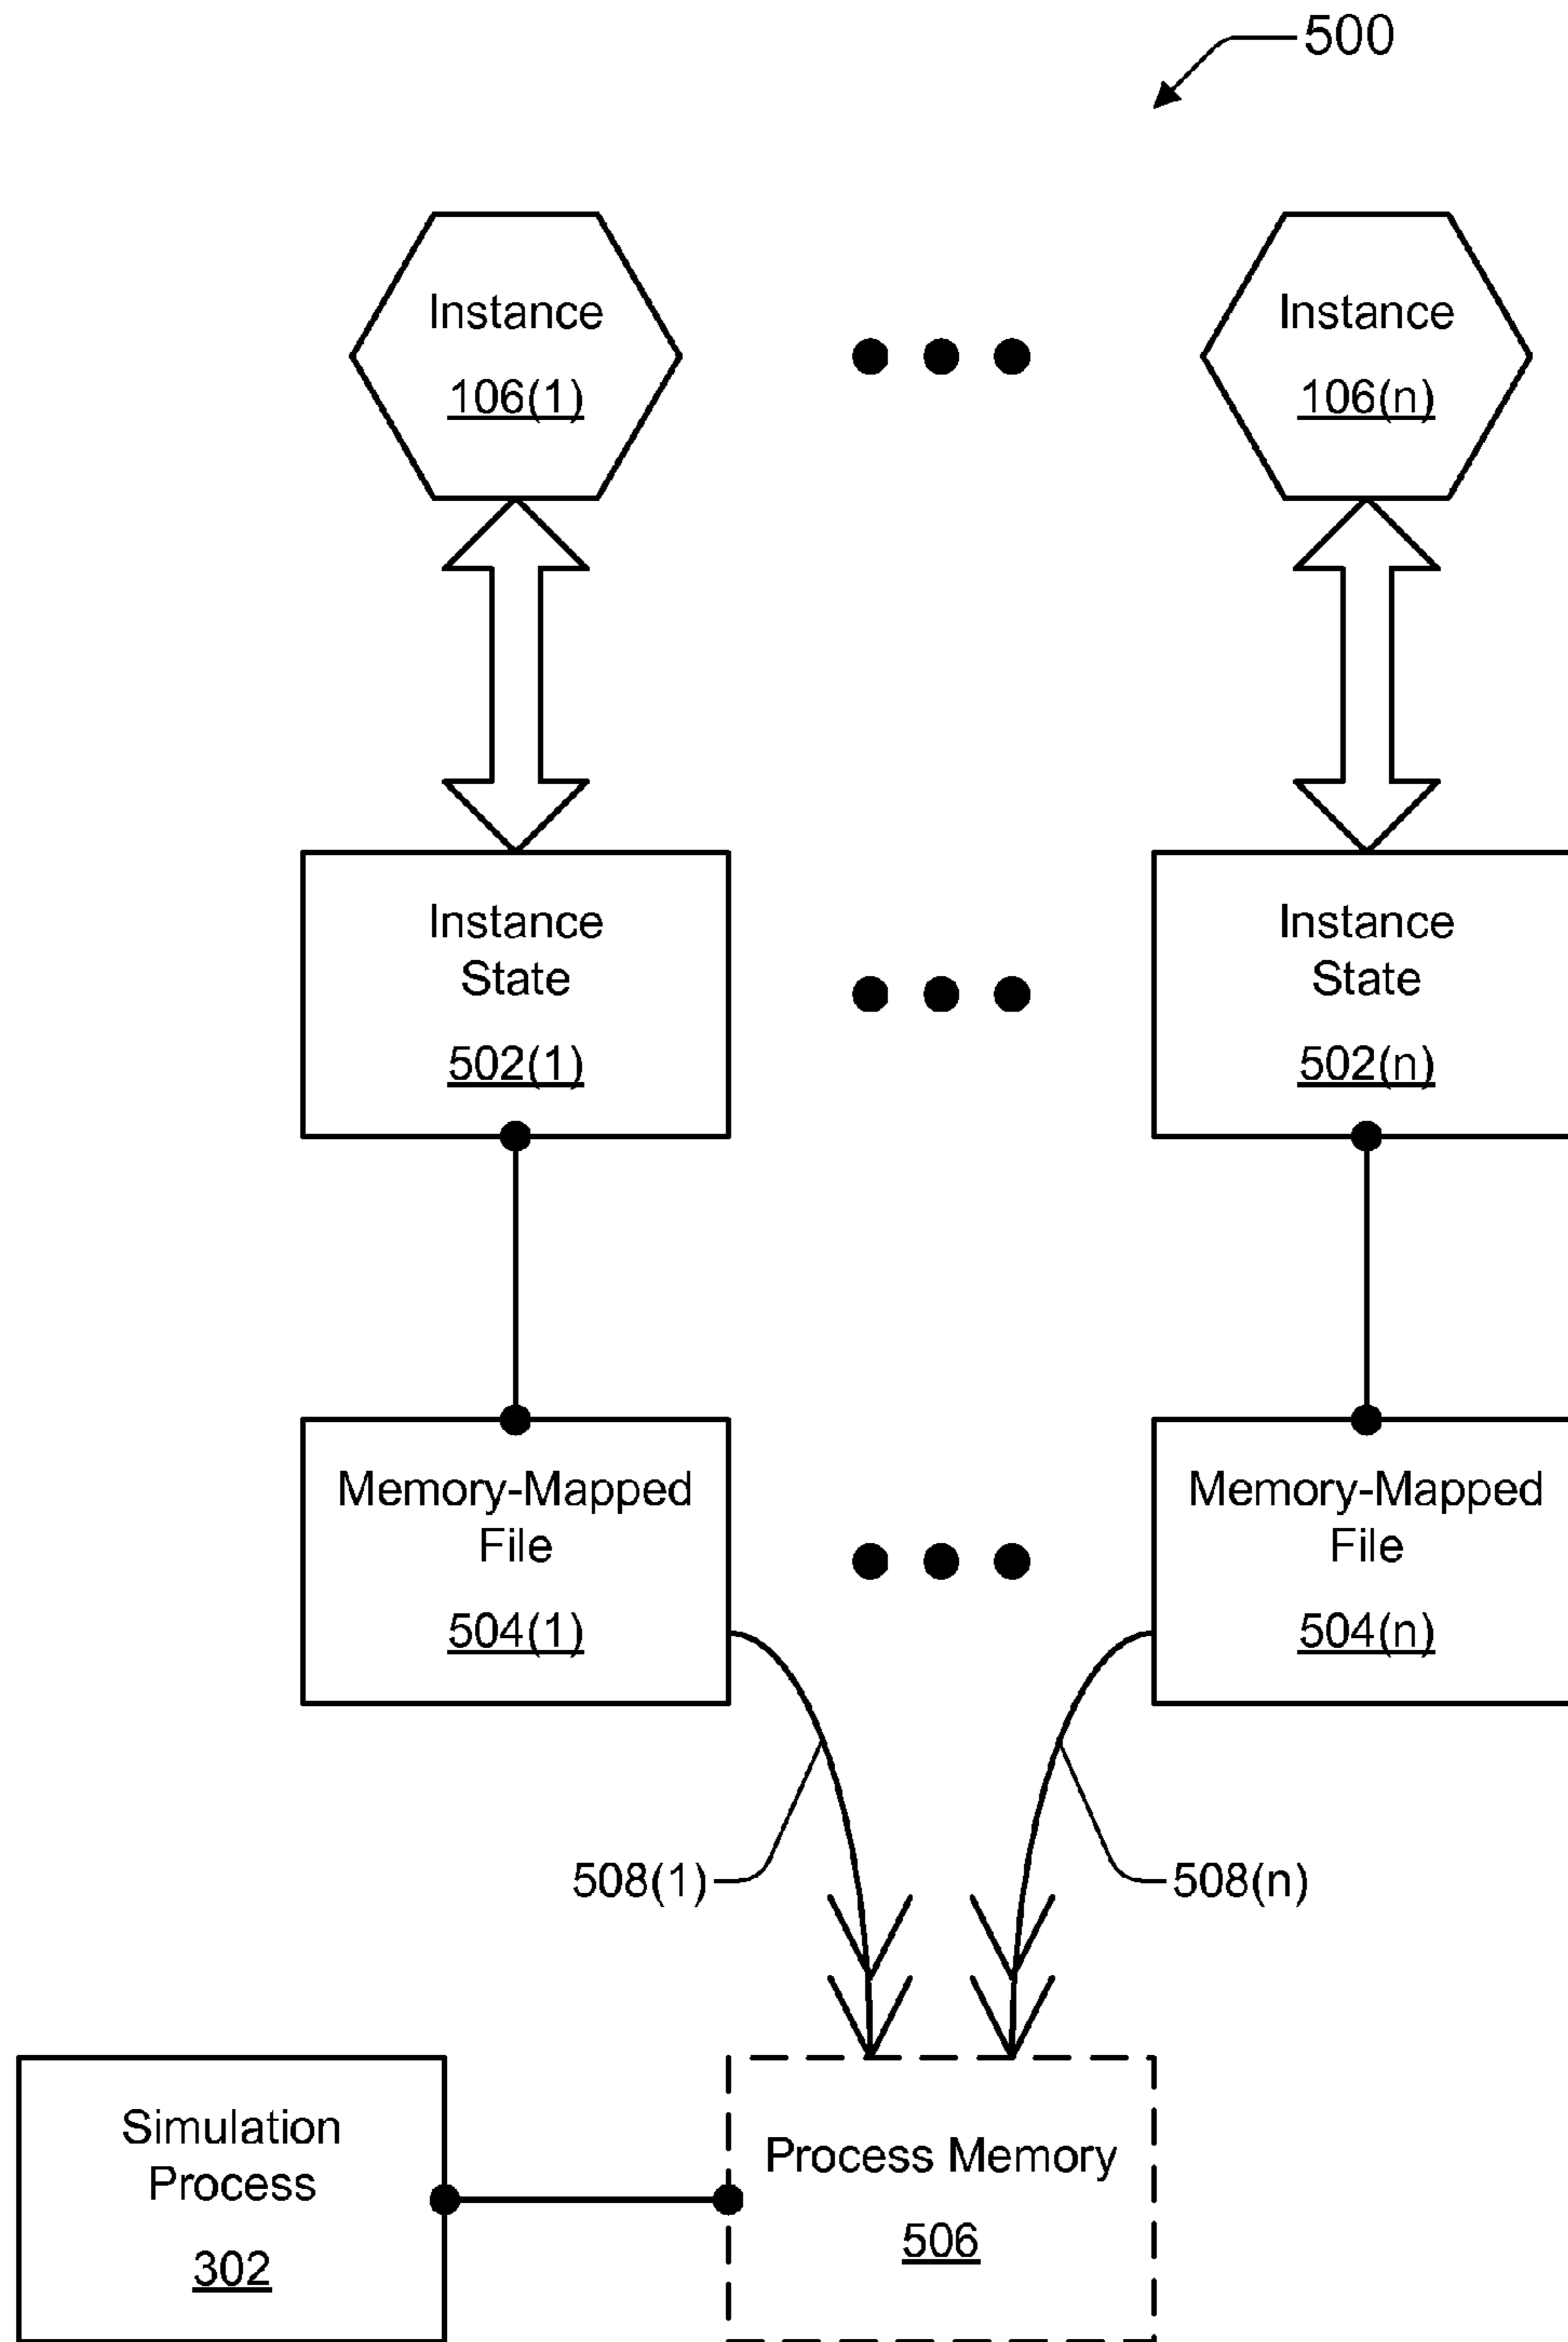 500
Instance
106(1)
Instance
106(n)
Instance
State
502(1)
Instance
State
502(n)
Memory-Mapped
File
504(1)
Memory-Mapped
File
504(n)
508(1)
508(n)
Simulation
Process
302
Process Memory
506